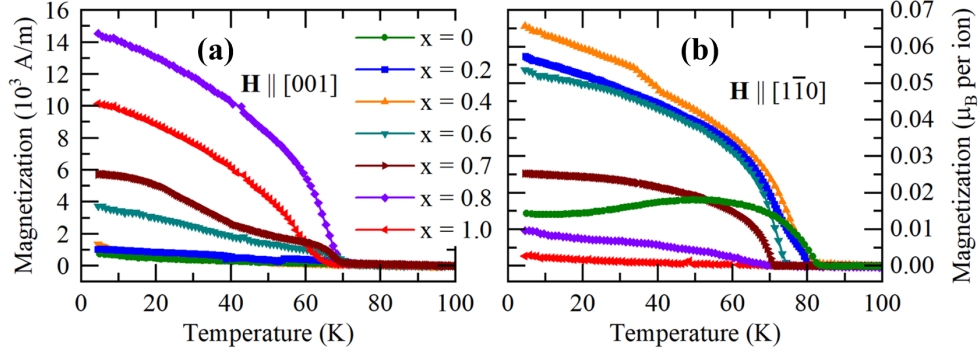 Magnetization (10³ A/m)
16
14
12
10
8
6
4
2
0
0 20 40 60 80 100
Temperature (K)
(a)
H || [001]
x = 0
x = 0.2
x = 0.4
x = 0.6
x = 0.7
x = 0.8
x = 1.0
(b)
H || [11̅0]
0.07
0.06
0.05
0.04
0.03
0.02
0.01
0.00
0 20 40 60 80 100
Temperature (K)
Magnetization (μB per ion)